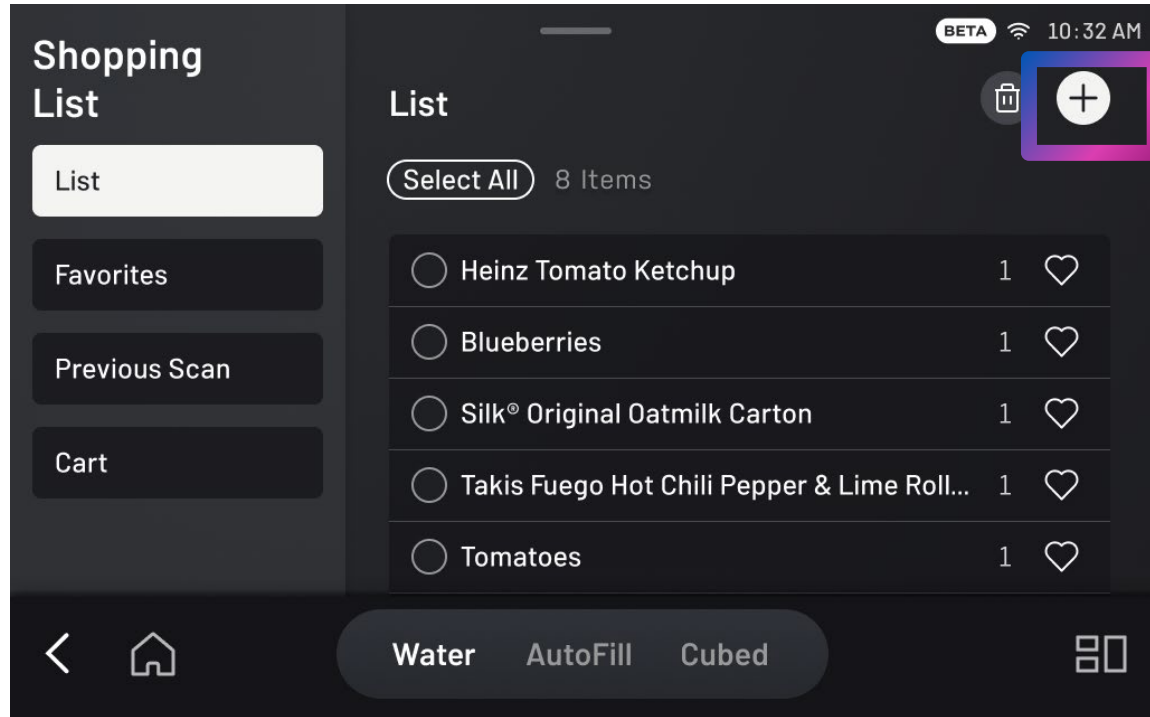 BETA 10:32 AM
Shopping
List
List
Favorites
Previous Scan
Cart
List
Select All 8 Items
Heinz Tomato Ketchup 1
Blueberries 1
Silk® Original Oatmilk Carton 1
Takis Fuego Hot Chili Pepper & Lime Roll... 1
Tomatoes 1
Water AutoFill Cubed